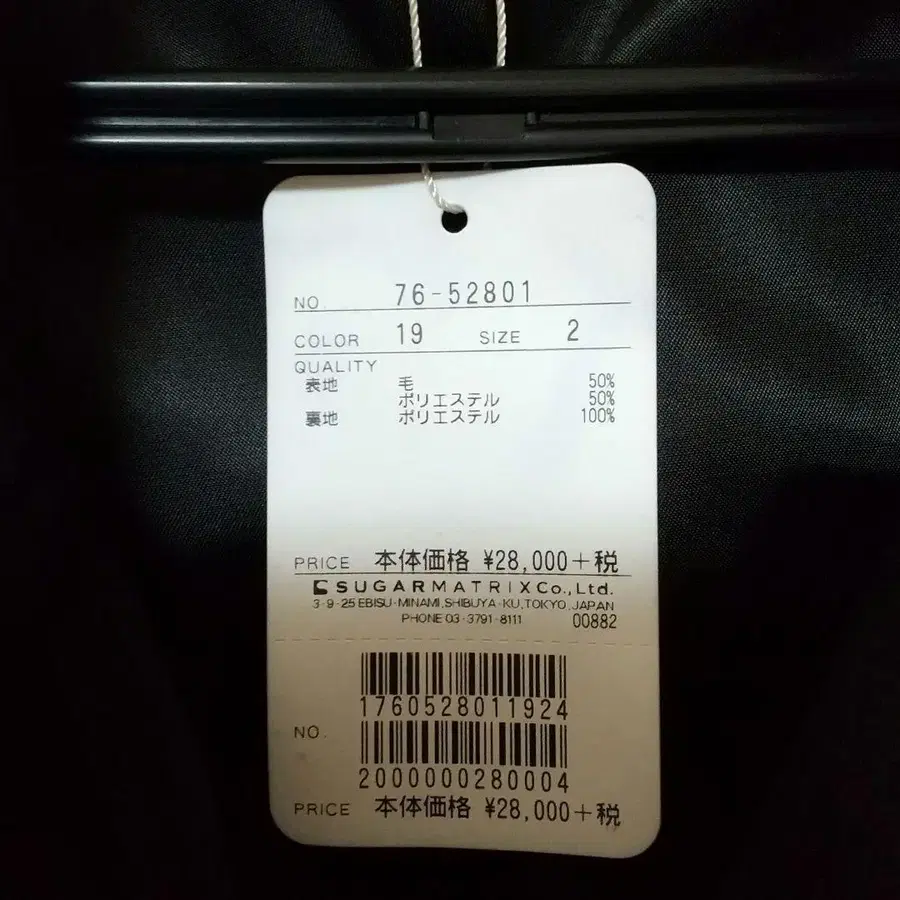 NO. 76-52801
COLOR 19 SIZE 2
QUALITY
表地 毛 50%
ポリエステル 50%
裏地 ポリエステル 100%
PRICE 本体価格 ¥28,000+税
SUGARMATRIX Co., Ltd.
3-9-25 EBISU-MINAMI, SHIBUYA-KU, TOKYO, JAPAN
PHONE 03-3791-8111 00882
1760528011924
NO.
2000000280004
PRICE 本体価格 ¥28,000+税